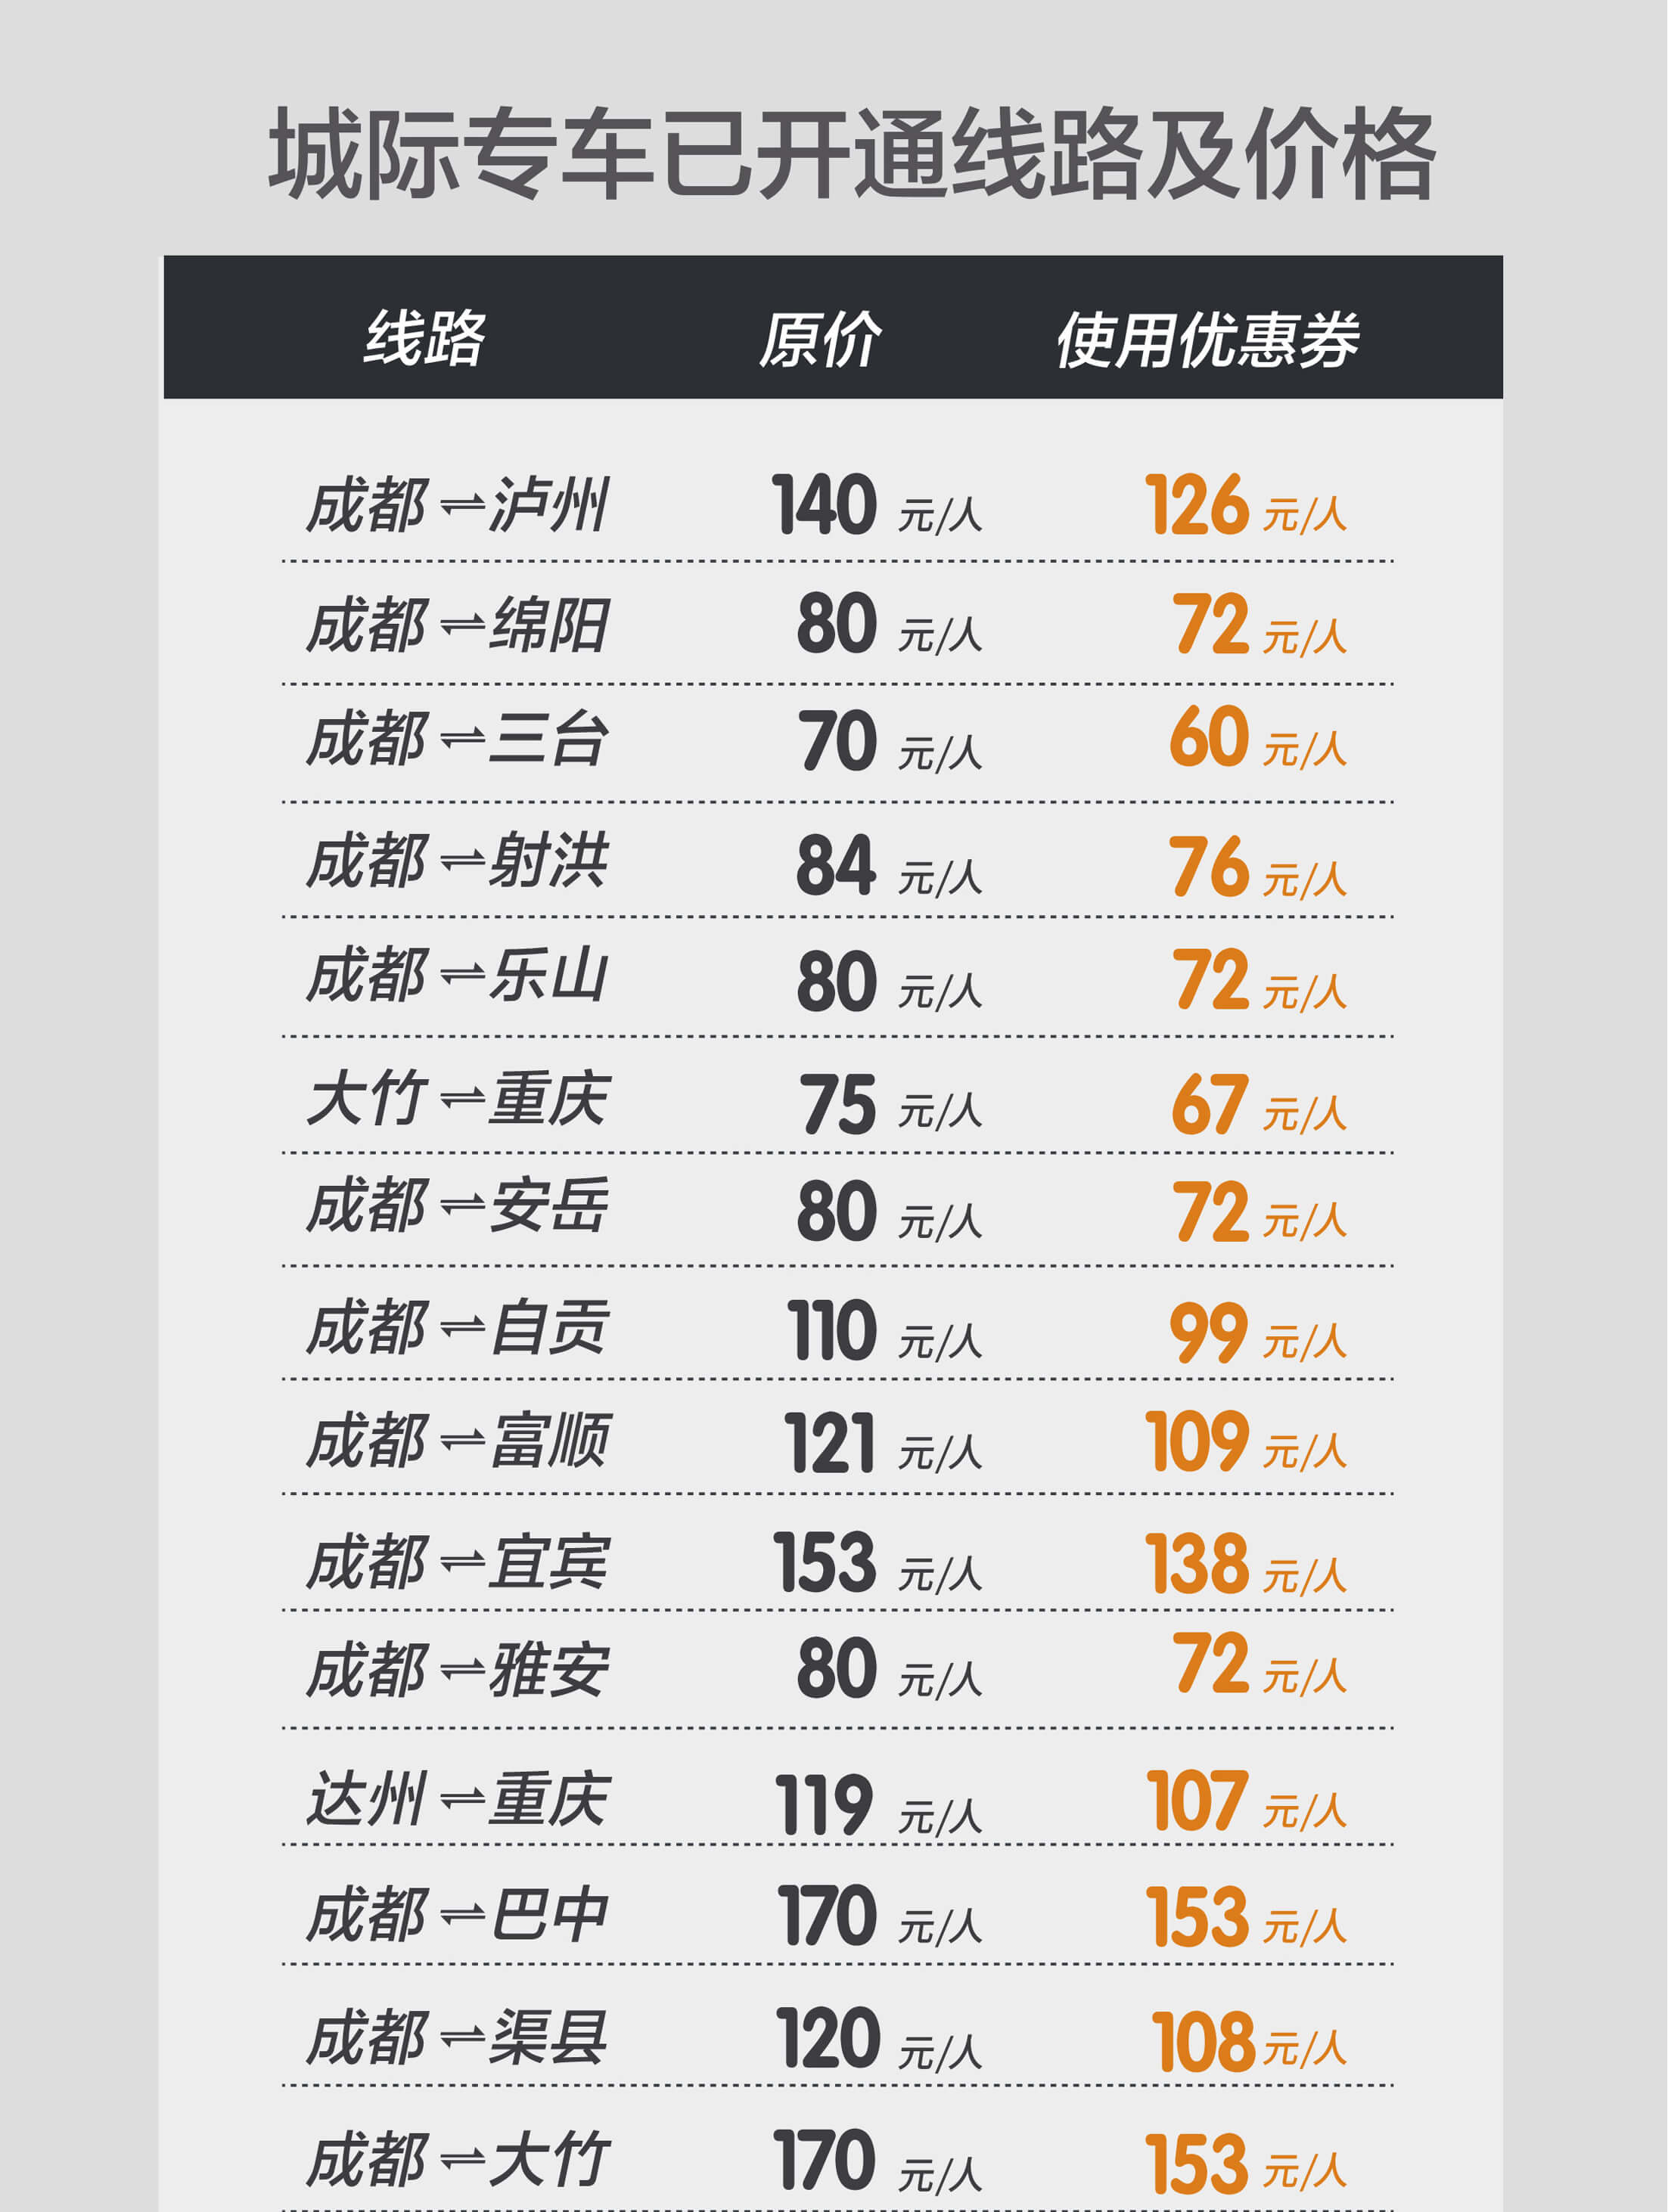 城际专车已开通线路及价格
线路 原价 使用优惠券
成都⇌泸州 140 元/人 126 元/人
成都⇌绵阳 80 元/人 72 元/人
成都⇌三台 70 元/人 60 元/人
成都⇌射洪 84 元/人 76 元/人
成都⇌乐山 80 元/人 72 元/人
大竹⇌重庆 75 元/人 67 元/人
成都⇌安岳 80 元/人 72 元/人
成都⇌自贡 110 元/人 99 元/人
成都⇌富顺 121 元/人 109 元/人
成都⇌宜宾 153 元/人 138 元/人
成都⇌雅安 80 元/人 72 元/人
达州⇌重庆 119 元/人 107 元/人
成都⇌巴中 170 元/人 153 元/人
成都⇌渠县 120 元/人 108 元/人
成都⇌大竹 170 元/人 153 元/人